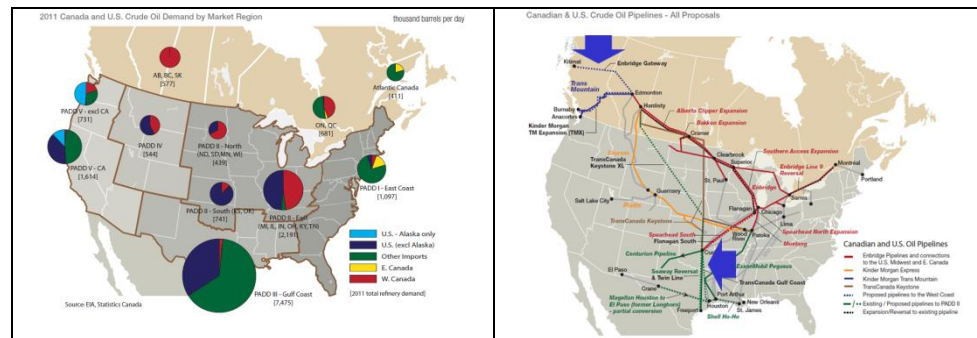 2011 Canada and U.S. Crude Oil Demand by Market Region
thousand barrels per day
AB, BC, SK
[577]
Atlantic Canada
PADD V - excl CA
[731]
ON, QC
[681]
PADD IV
[544]
PADD II - North
(ND, SD, MN, WI)
[439]
PADD V - CA
[1,614]
PADD I - East Coast
[1,097]
PADD II - South (KS, OK)
[741]
PADD II - East
(MI, IL, IN, OH, KY, TN)
PADD III - Gulf Coast
[7,475]
U.S. - Alaska only
U.S. (excl Alaska)
Other Imports
E. Canada
W. Canada
[2011 total refinery demand]
Source: EIA, Statistics Canada
Canadian & U.S. Crude Oil Pipelines - All Proposals
Kitimat
Enbridge Gateway
Trans
Mountain
Edmonton
Hardisty
Burnaby
Anacortes
Alberta Clipper Expansion
Bakken Expansion
Kinder Morgan
TM Expansion (TMX)
Cromer
Express
TransCanada
Keystone XL
Clearbrook
Superior
Southern Access Expansion
Enbridge Line 9
Reversal
Montréal
St. Paul
Portland
Enbridge
Sarnia
Salt Lake City
Guernsey
Platte
Flanagan
Chicago
Lima
TransCanada Keystone
Wood
River
Patoka
Spearhead North Expansion
Spearhead South
Flanagan South
Mustang
Centurion Pipeline
El Paso
Seaway Reversal
& Twin Line
ExxonMobil Pegasus
TransCanada Gulf Coast
Crane
Magellan Houston to
El Paso (former Longhorn)
- partial conversion
Freeport
Houston
Port Arthur
New Orleans
St. James
Shell Ho-Ho
Canadian and U.S. Oil Pipelines
Enbridge Pipelines and connections
to the U.S. Midwest and E. Canada
Kinder Morgan Express
Kinder Morgan Trans Mountain
TransCanada Keystone
Proposed pipelines to the West Coast
Existing / Proposed pipelines to PADD III
Expansion/Reversal to existing pipeline